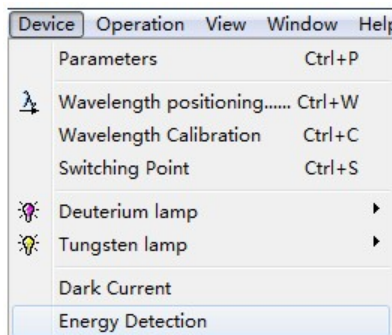 Device Operation View Window Help
Parameters Ctrl+P
Wavelength positioning...... Ctrl+W
Wavelength Calibration Ctrl+C
Switching Point Ctrl+S
Deuterium lamp
Tungsten lamp
Dark Current
Energy Detection